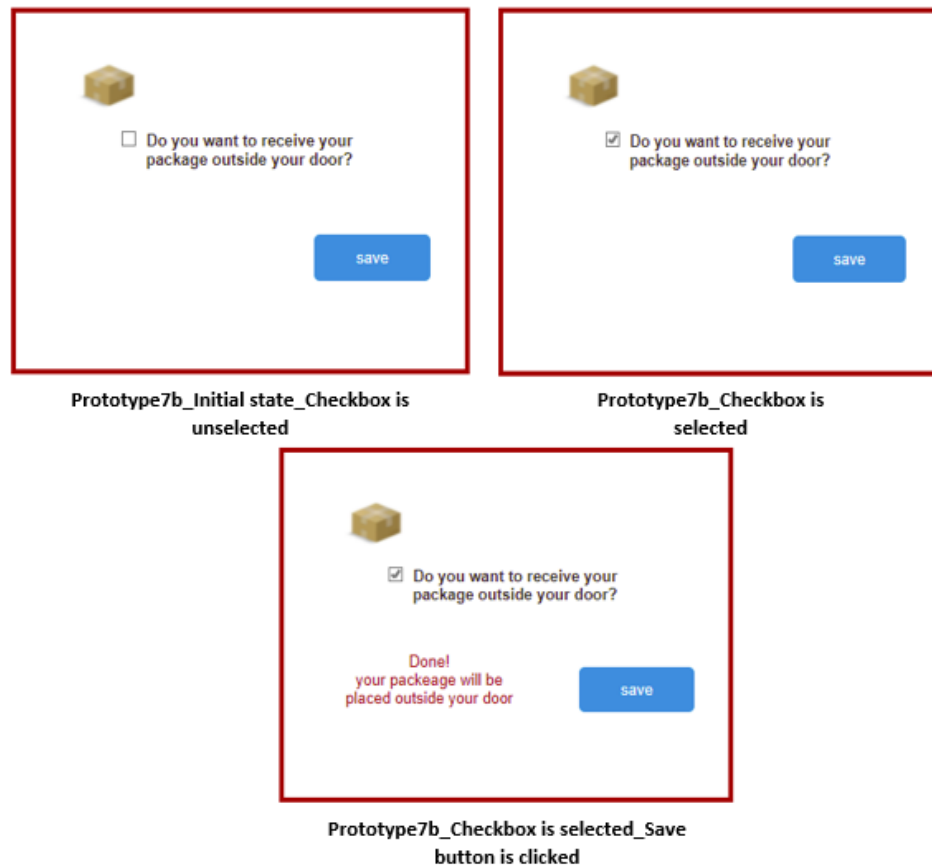 Do you want to receive your
package outside your door?
save
Prototype7b_Initial state_Checkbox is
unselected
Do you want to receive your
package outside your door?
save
Prototype7b_Checkbox is
selected
Do you want to receive your
package outside your door?
Done!
your packeage will be
placed outside your door
save
Prototype7b_Checkbox is selected_Save
button is clicked